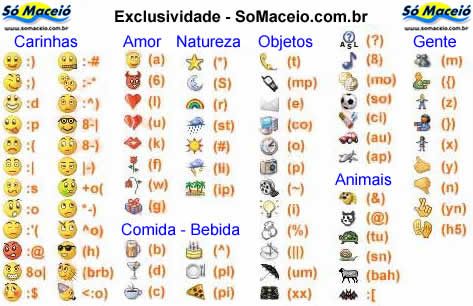 Só Maceió
www.somaceio.com.br
Exclusividade - SoMaceio.com.br
Só Maceió
www.somaceio.com.br
Carinhas
:) :-#
;) :-*
:d :^)
:p 8-|
:( 8-)
:| |-)
:s +o(
:o *-)
:'( ^o)
:@ (h)
8o| (brb)
<:o)
Amor
(a)
(6)
(l)
(u)
(k)
(f)
(w)
(g)
Natureza
(*)
(S)
(r)
(st)
(#)
(li)
(ip)
Comida - Bebida
(b) (^)
(d) (pl)
(c) (pi)
Objetos
(t)
(mp)
(e)
(co)
(o)
(p)
(~)
(i)
(%)
(||)
(um)
(xx)
ASL (?)
(8)
(mo)
(so)
(ci)
(au)
(ap)
Animais
(&)
(@)
(tu)
(sn)
(bah)
:[
Gente
(m)
({)
(z)
(})
(x)
(y)
(n)
(yn)
(h5)